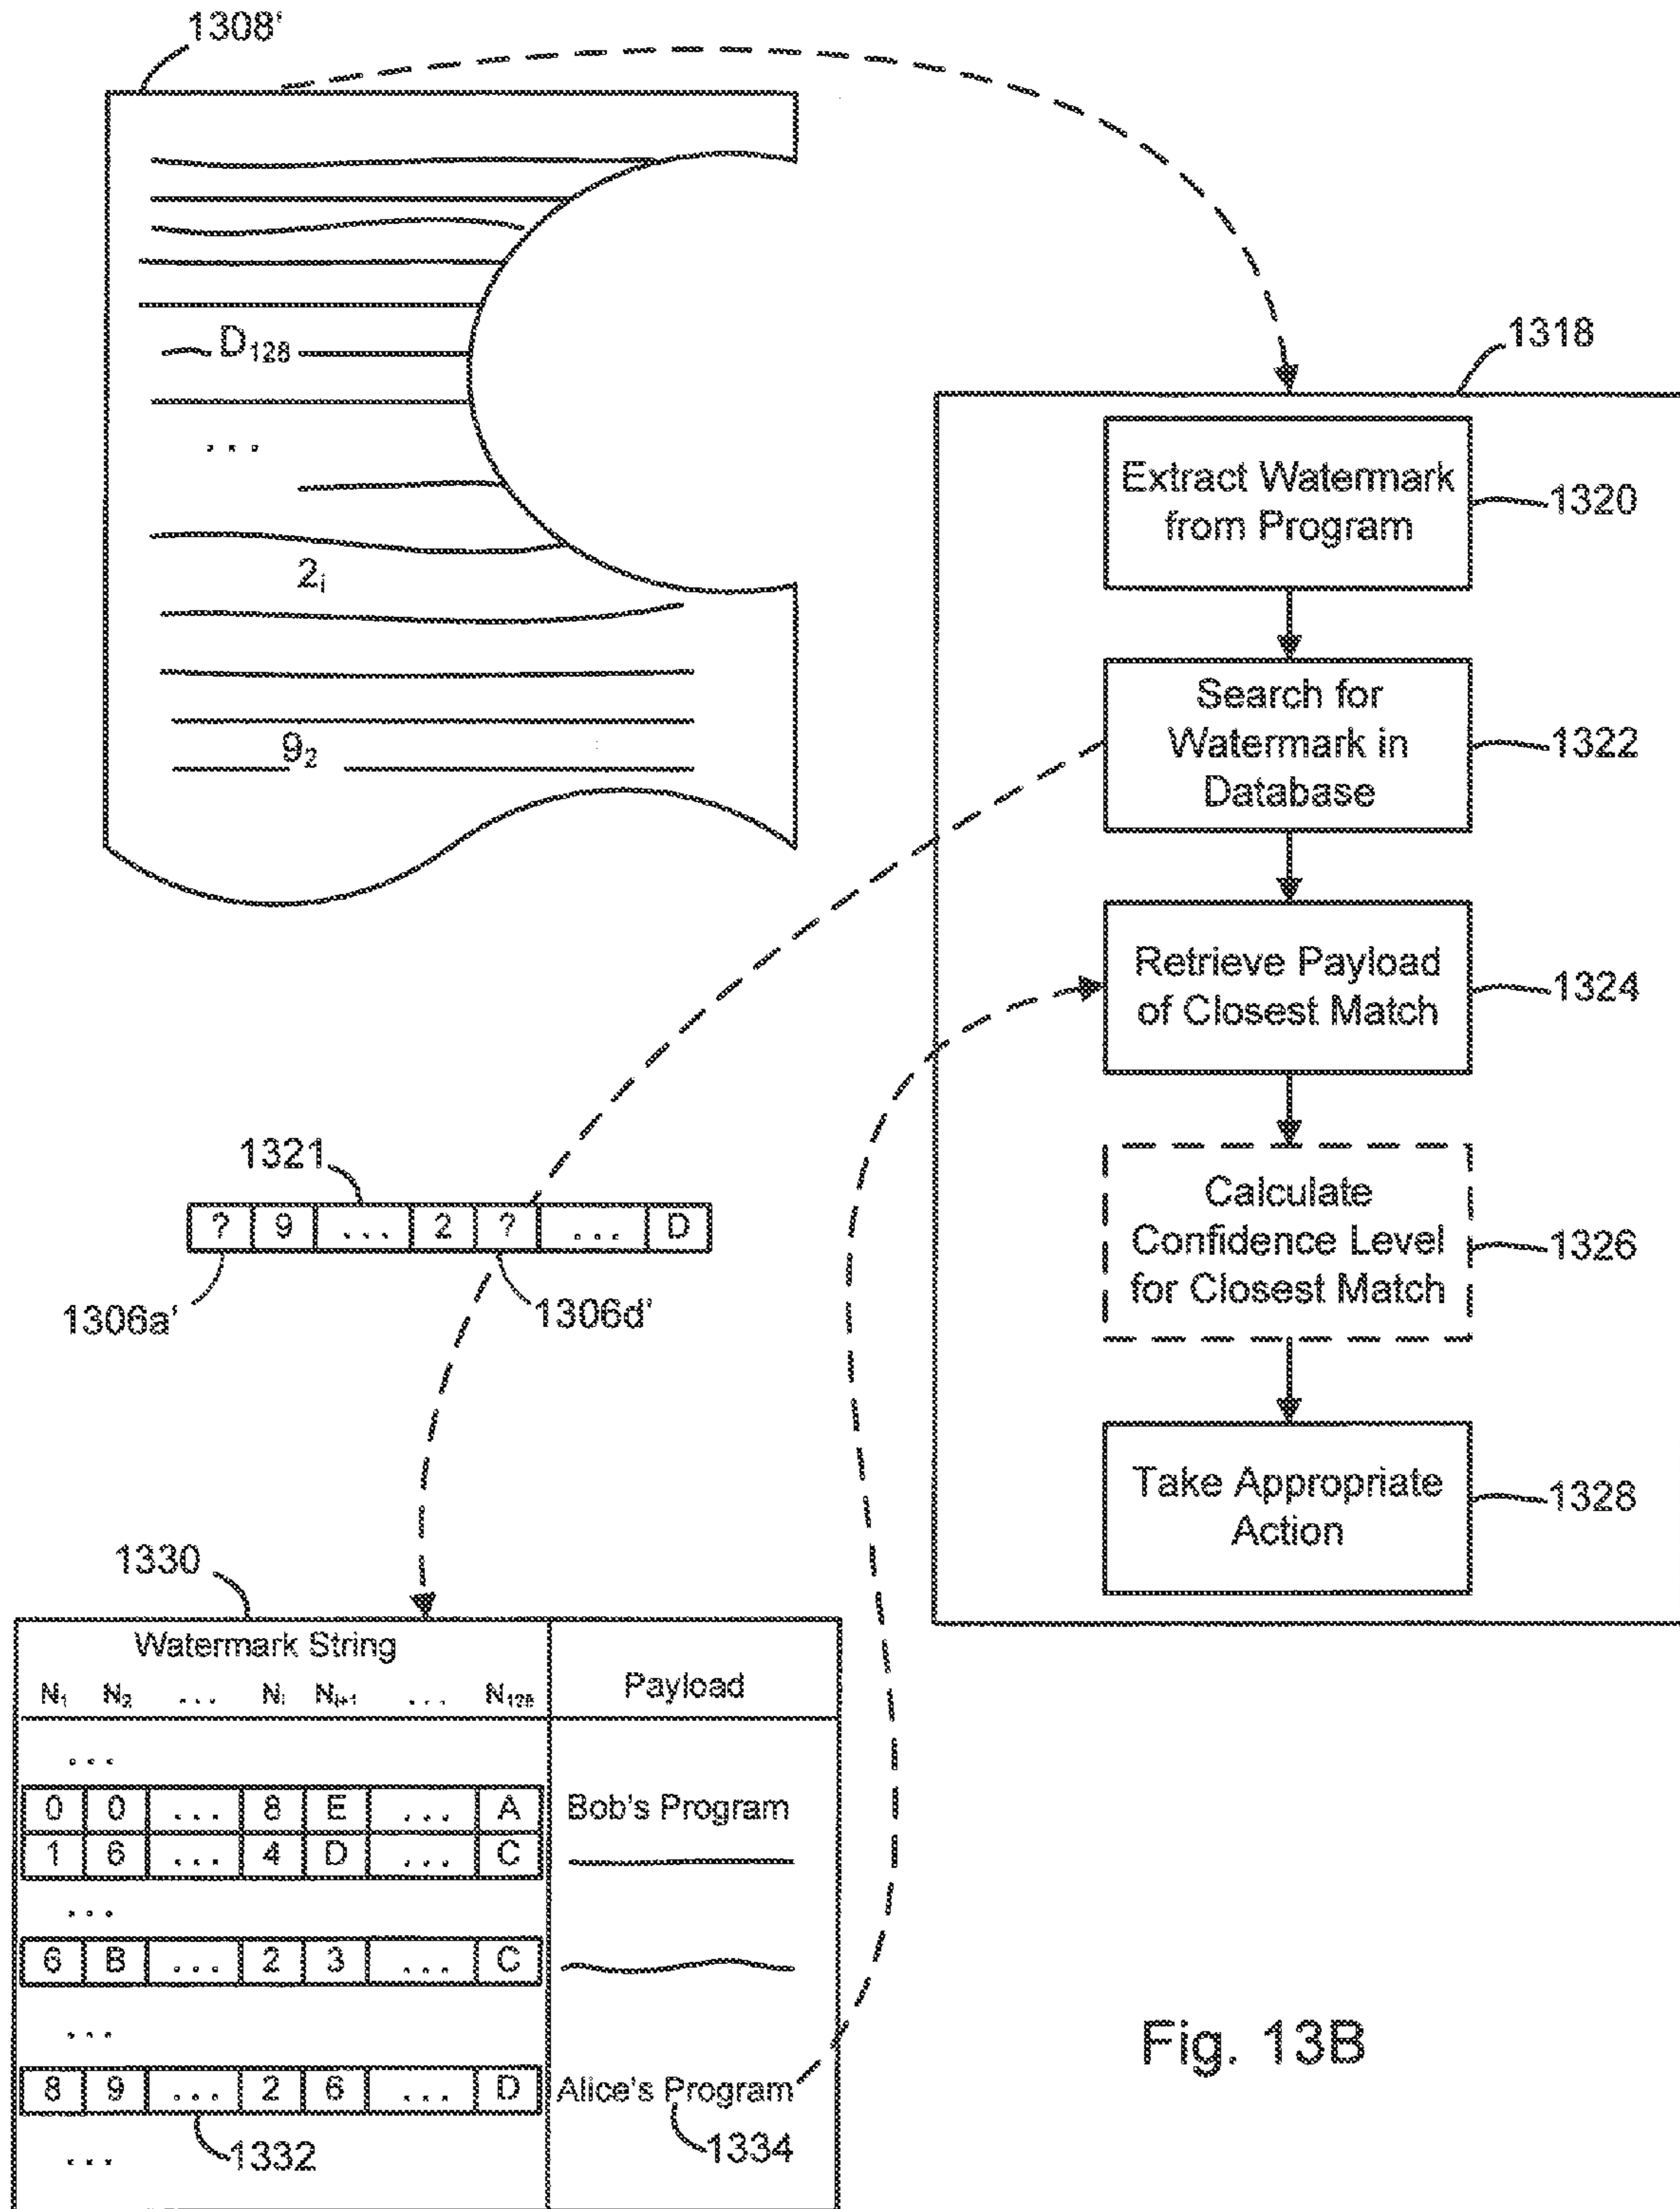 1308'
D128
...
2i
92
1318
Extract Watermark
from Program
1320
Search for
Watermark in
Database
1322
Retrieve Payload
of Closest Match
1324
Calculate
Confidence Level
for Closest Match
1326
Take Appropriate
Action
1328
1321
? 9 ... 2 ? ... D
1306a'
1306d'
1330
Watermark String
Payload
N1 N2 ... Ni Ni+1 ... N128
...
0 0 ... 8 E ... A Bob's Program
1 6 ... 4 D ... C
...
6 B ... 2 3 ... C
...
8 9 ... 2 6 ... D Alice's Program
1332
1334
...
Fig. 13B